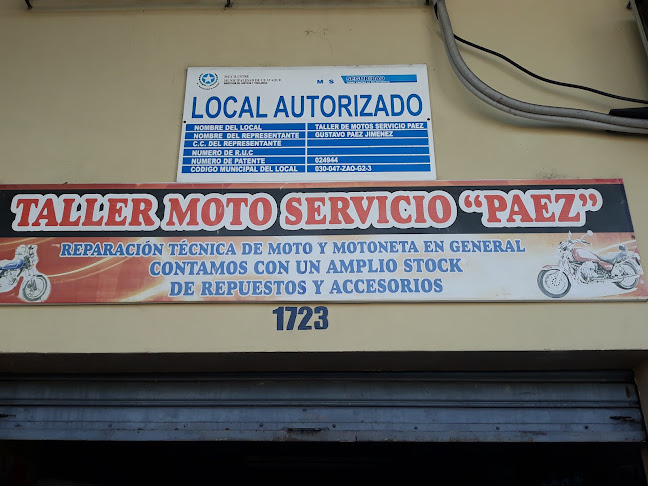 M S
LOCAL AUTORIZADO
NOMBRE DEL LOCAL TALLER DE MOTOS SERVICIO PAEZ
NOMBRE DEL REPRESENTANTE GUSTAVO PAEZ JIMENEZ
C.C. DEL REPRESENTANTE
NUMERO DE R.U.C
NUMERO DE PATENTE 024944
CODIGO MUNICIPAL DEL LOCAL 030-047-ZAO-G2-3
TALLER MOTO SERVICIO "PAEZ"
REPARACIÓN TÉCNICA DE MOTO Y MOTONETA EN GENERAL
CONTAMOS CON UN AMPLIO STOCK
DE REPUESTOS Y ACCESORIOS
1723